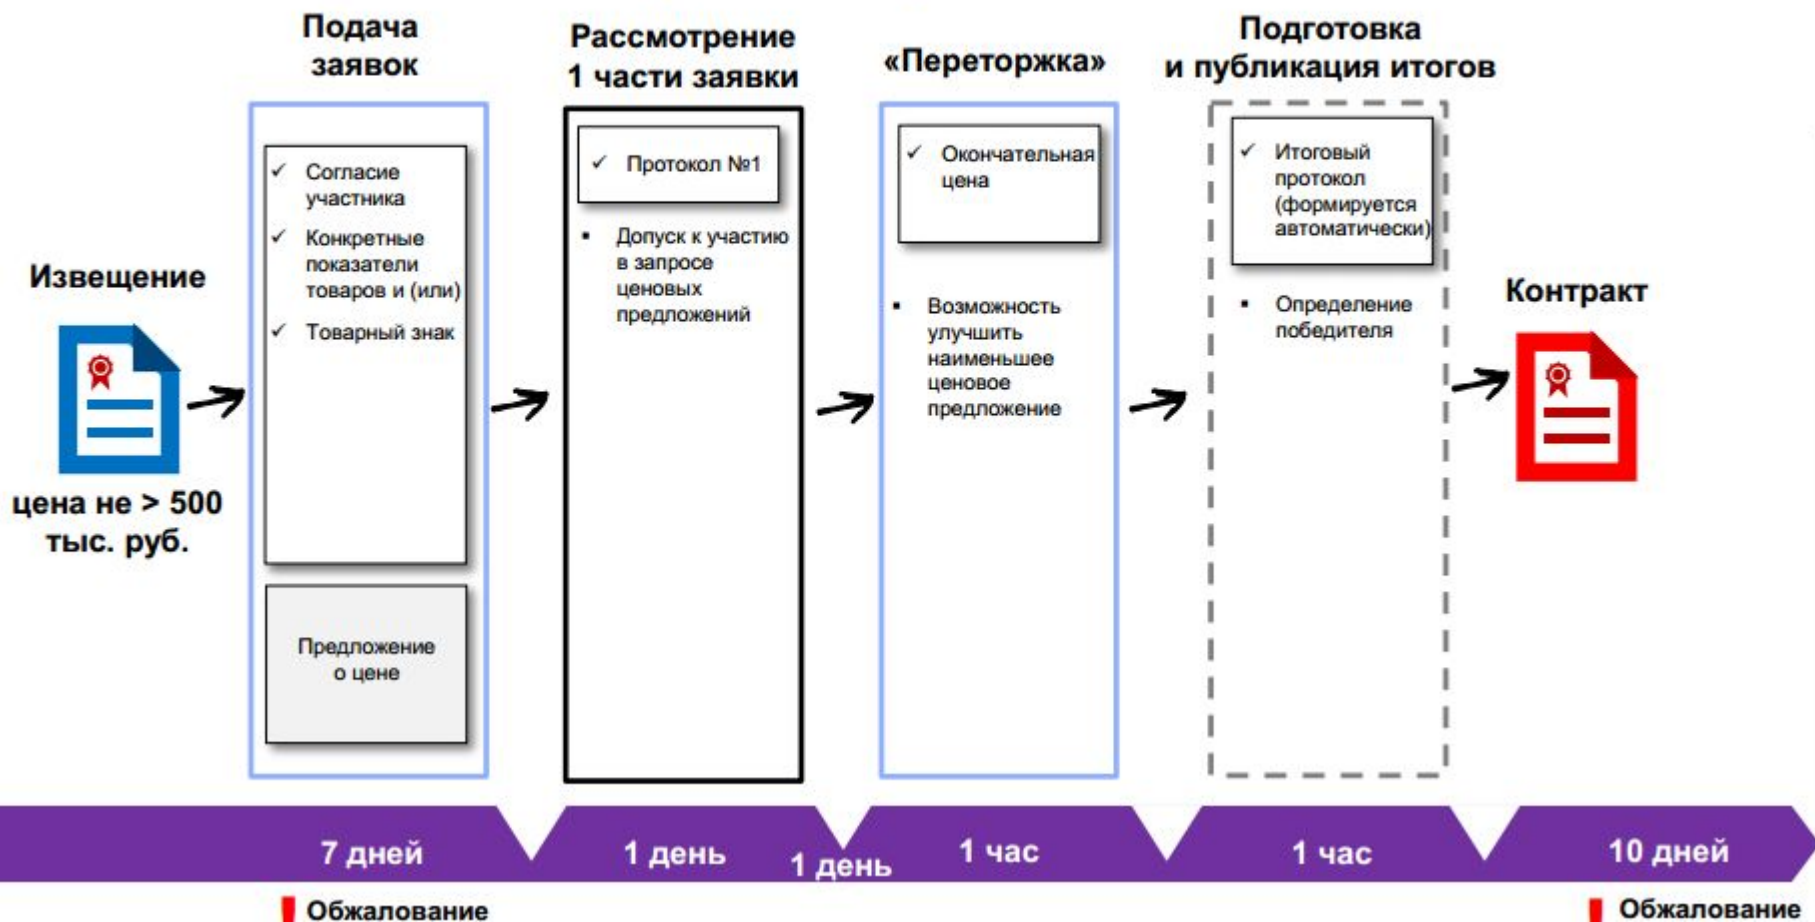 Извещение
цена не > 500
тыс. руб.
Подача
заявок
✓ Согласие
участника
✓ Конкретные
показатели
товаров и (или)
✓ Товарный знак
Предложение
о цене
Рассмотрение
1 части заявки
✓ Протокол №1
▪ Допуск к участию
в запросе
ценовых
предложений
«Переторжка»
✓ Окончательная
цена
▪ Возможность
улучшить
наименьшее
ценовое
предложение
Подготовка
и публикация итогов
✓ Итоговый
протокол
(формируется
автоматически)
▪ Определение
победителя
Контракт
7 дней
1 день
1 день
1 час
1 час
10 дней
! Обжалование
! Обжалование